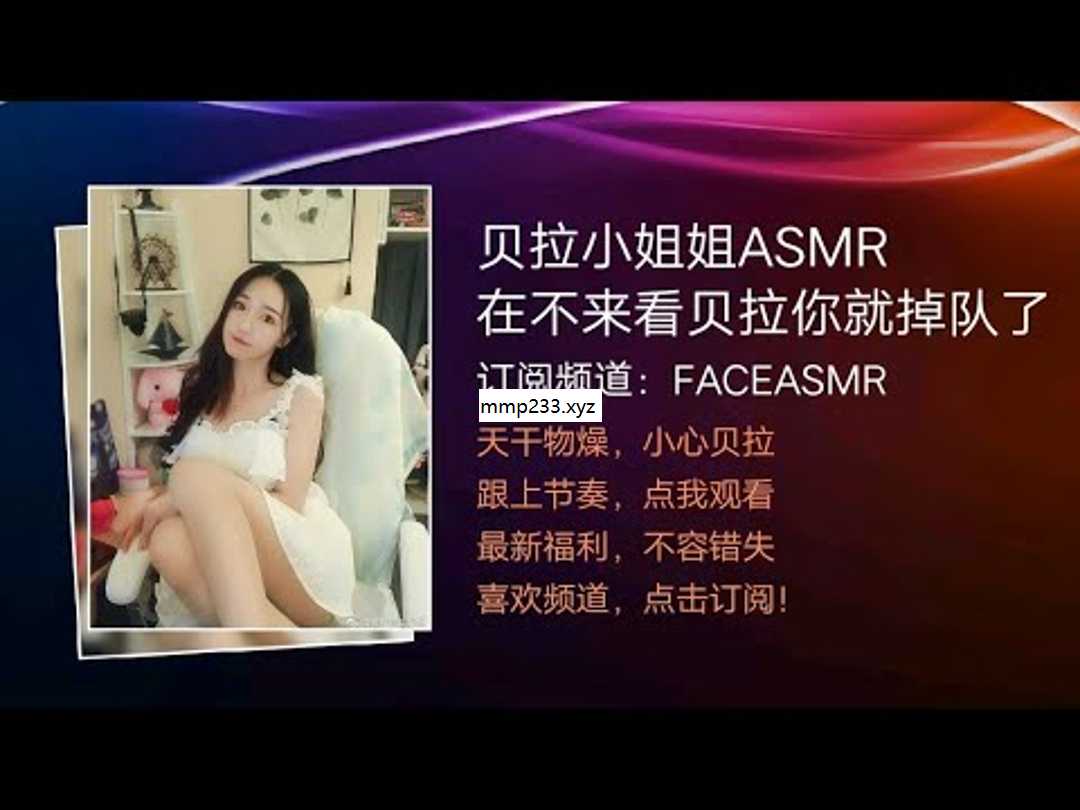 贝拉小姐姐ASMR
在不来看贝拉你就掉队了
订阅频道：FACEASMR
mmp233.xyz
天干物燥，小心贝拉
跟上节奏，点我观看
最新福利，不容错失
喜欢频道，点击订阅！